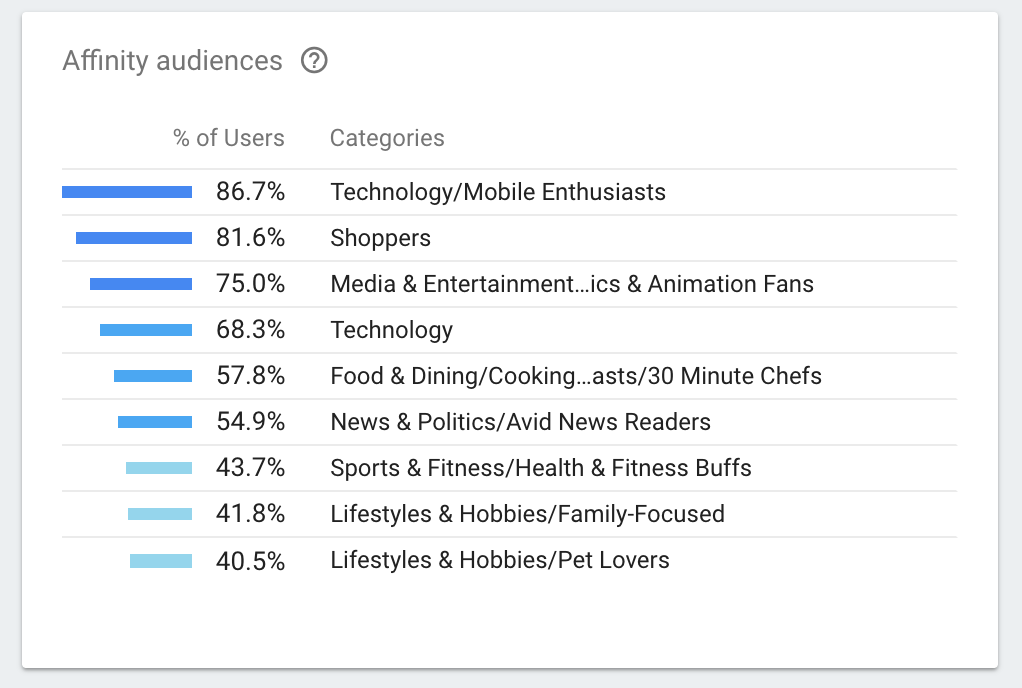 Affinity audiences ?
% of Users Categories
86.7% Technology/Mobile Enthusiasts
81.6% Shoppers
75.0% Media & Entertainment...ics & Animation Fans
68.3% Technology
57.8% Food & Dining/Cooking...asts/30 Minute Chefs
54.9% News & Politics/Avid News Readers
43.7% Sports & Fitness/Health & Fitness Buffs
41.8% Lifestyles & Hobbies/Family-Focused
40.5% Lifestyles & Hobbies/Pet Lovers